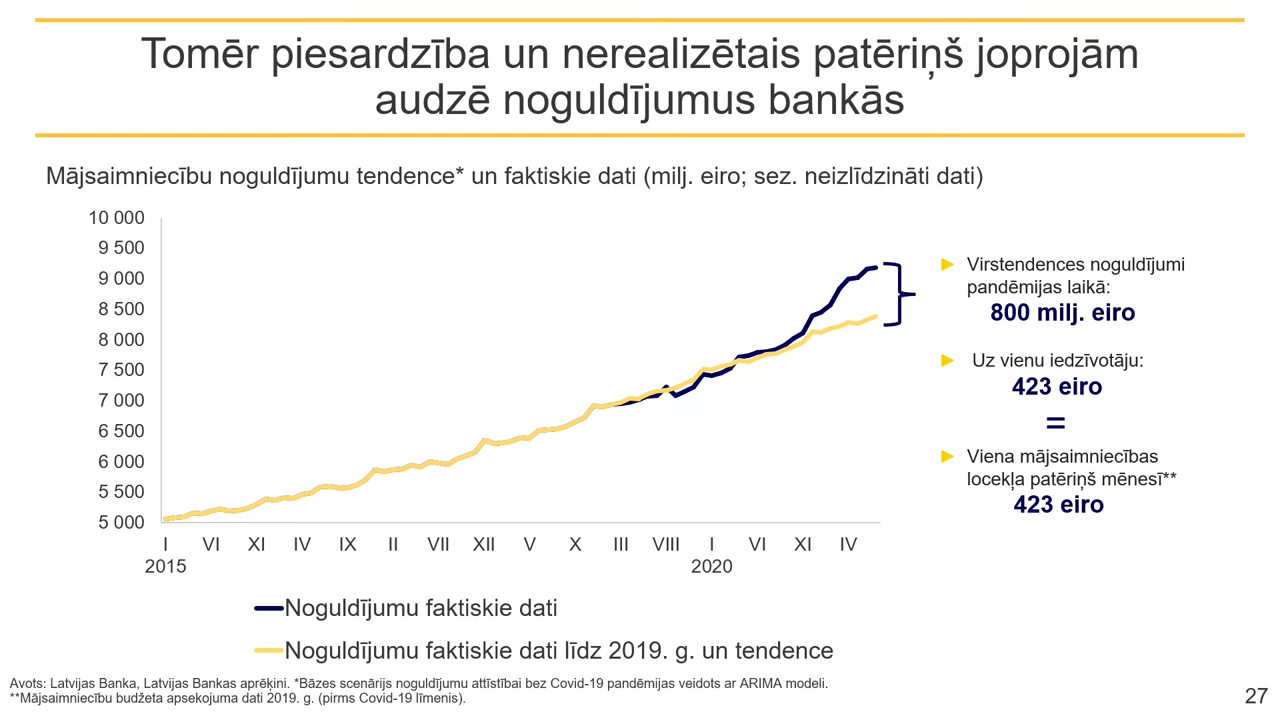 Tomēr piesardzība un nerealizētais patēriņš joprojām
audzē noguldījumus bankās
Mājsaimniecību noguldījumu tendence* un faktiskie dati (milj. eiro; sez. neizlīdzināti dati)
10 000
9 500
9 000
8 500
8 000
7 500
7 000
6 500
6 000
5 500
5 000
I VI XI IV IX II VII XII V X III VIII I VI XI IV
2015 2020
Noguldījumu faktiskie dati
Noguldījumu faktiskie dati līdz 2019. g. un tendence
Virstendences noguldījumi
pandēmijas laikā:
800 milj. eiro
Uz vienu iedzīvotāju:
423 eiro
=
Viena mājsaimniecības
locekļa patēriņš mēnesī**
423 eiro
Avots: Latvijas Banka, Latvijas Bankas aprēķini. *Bāzes scenārijs noguldījumu attīstībai bez Covid-19 pandēmijas veidots ar ARIMA modeli.
**Mājsaimniecību budžeta apsekojuma dati 2019. g. (pirms Covid-19 līmenis).
27